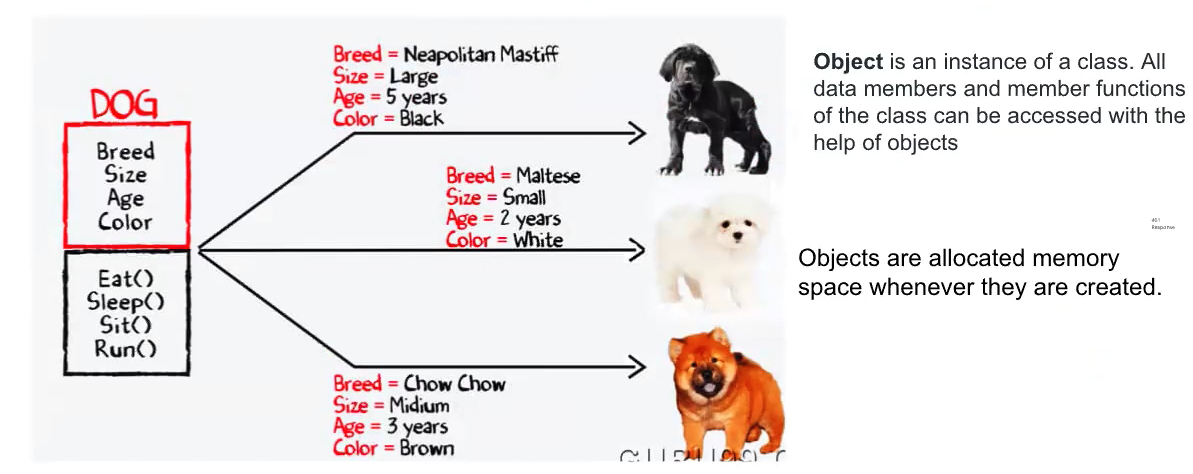 DOG
Breed
Size
Age
Color
Eat()
Sleep()
Sit()
Run()
Breed = Neapolitan Mastiff
Size = Large
Age = 5 years
Color = Black
Breed = Maltese
Size = Small
Age = 2 years
Color = White
Breed = Chow Chow
Size = Midium
Age = 3 years
Color = Brown
Object is an instance of a class. All
data members and member functions
of the class can be accessed with the
help of objects
Response
Objects are allocated memory
space whenever they are created.